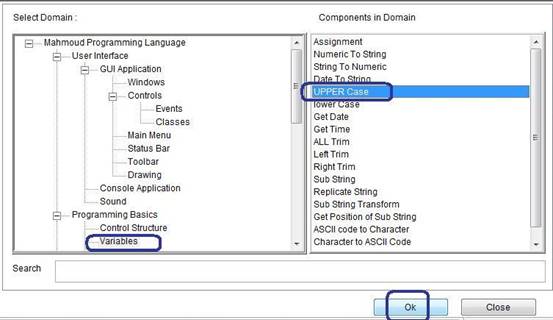 Select Domain :
Mahmoud Programming Language
User Interface
GUI Application
Windows
Controls
Events
Classes
Main Menu
Status Bar
Toolbar
Drawing
Console Application
Sound
Programming Basics
Control Structure
Variables
Components in Domain
Assignment
Numeric To String
String To Numeric
Date To String
UPPER Case
lower Case
Get Date
Get Time
ALL Trim
Left Trim
Right Trim
Sub String
Replicate String
Sub String Transform
Get Position of Sub String
ASCII code to Character
Character to ASCII Code
Search
Ok
Close